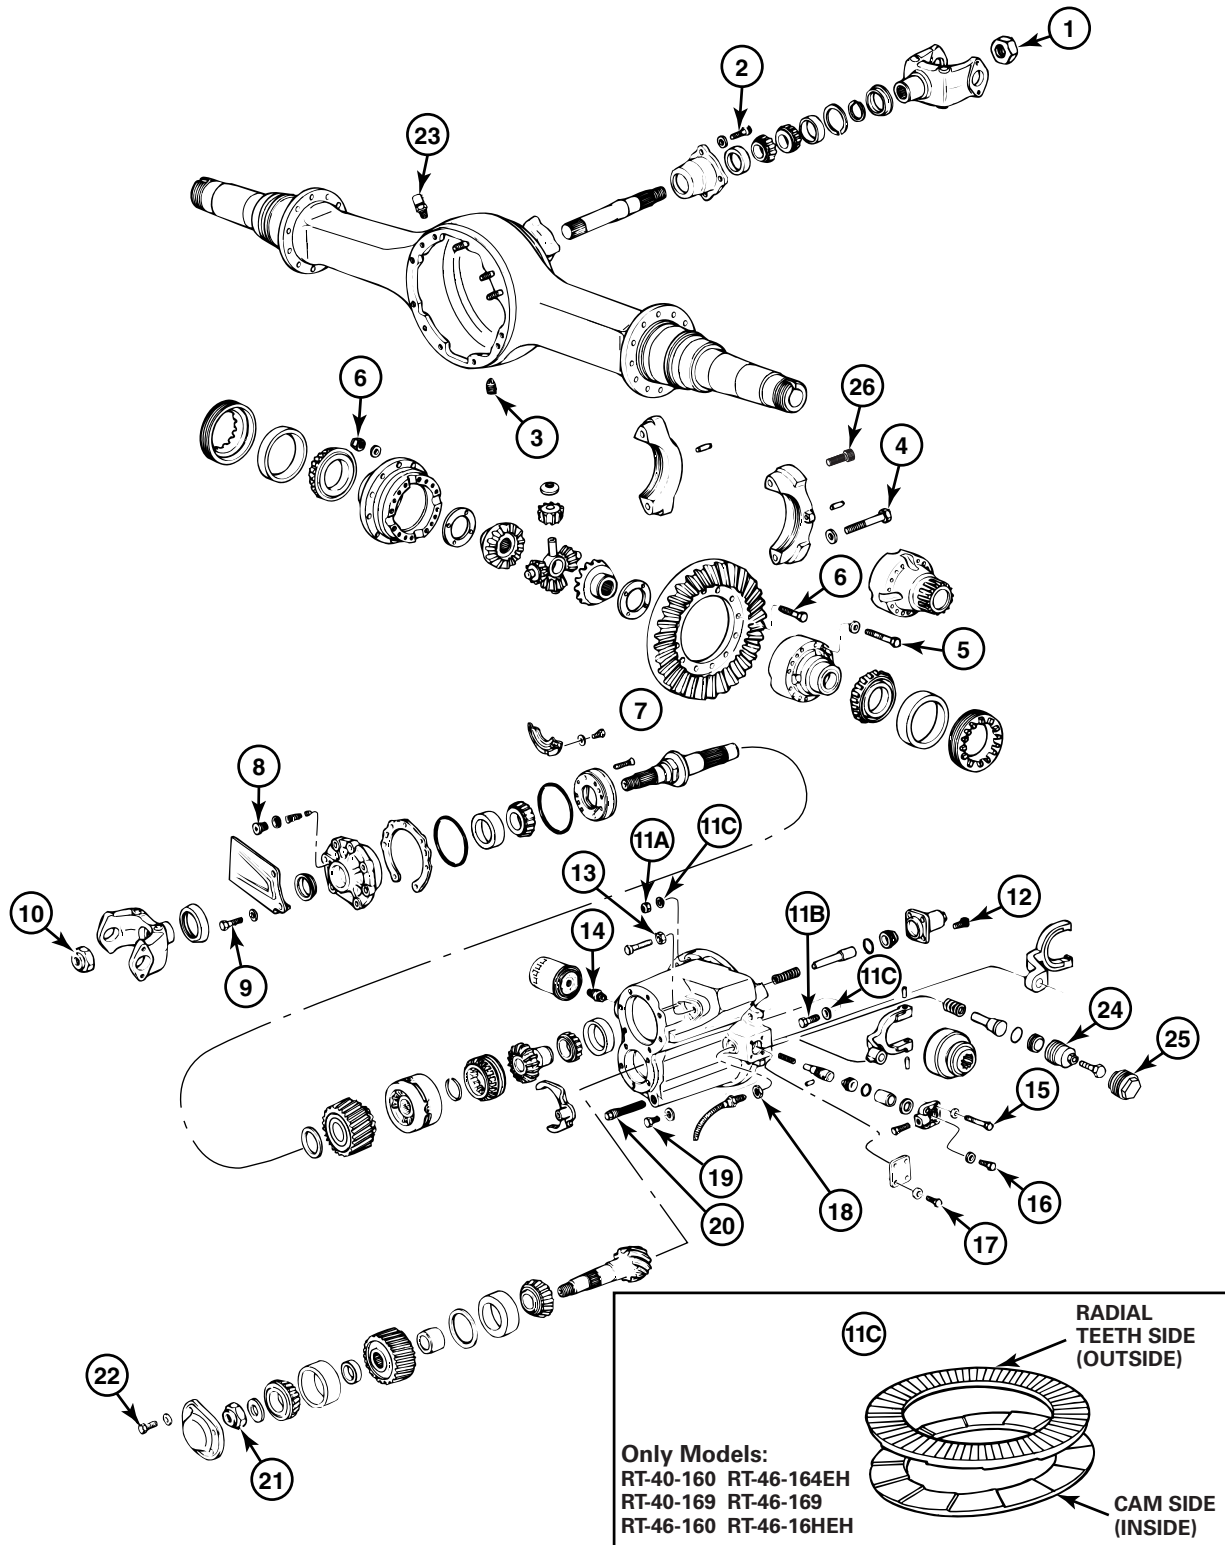 1
2
23
6
3
26
4
6
5
7
8
11A
11C
13
10
14
11B
12
11C
9
24
25
15
19
16
20
18
17
11C
RADIAL
TEETH SIDE
(OUTSIDE)
22
21
Only Models:
RT-40-160 RT-46-164EH
RT-40-169 RT-46-169
RT-46-160 RT-46-16HEH
CAM SIDE
(INSIDE)